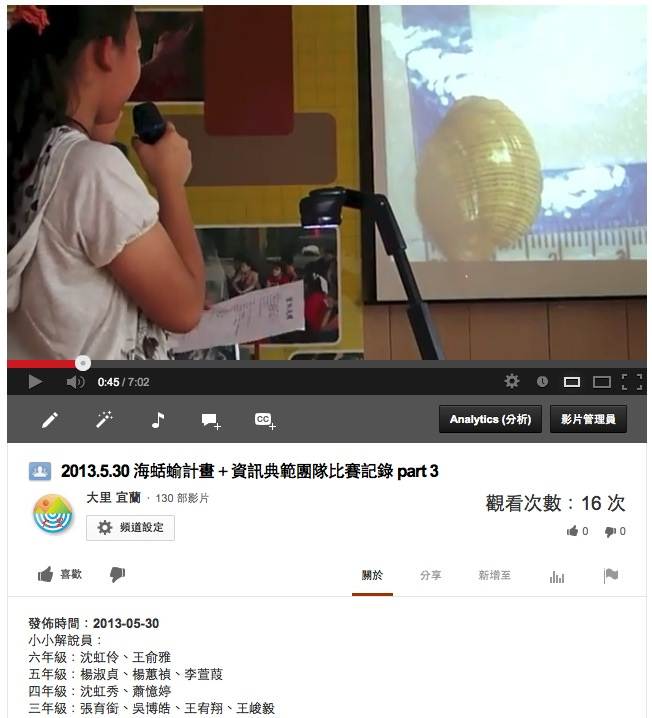 0:45 / 7:02
Analytics (分析)
影片管理員
2013.5.30 海蛞蝓計畫＋資訊典範團隊比賽記錄 part 3
大里 宜蘭 · 130 部影片
頻道設定
觀看次數：16 次
0
0
喜歡
關於
分享
新增至
發佈時間：2013-05-30
小小解說員：
六年級：沈虹伶、王俞雅
五年級：楊淑貞、楊蕙禎、李萱葭
四年級：沈虹秀、蕭憶婷
三年級：張育銜、吳博皓、王宥翔、王峻毅